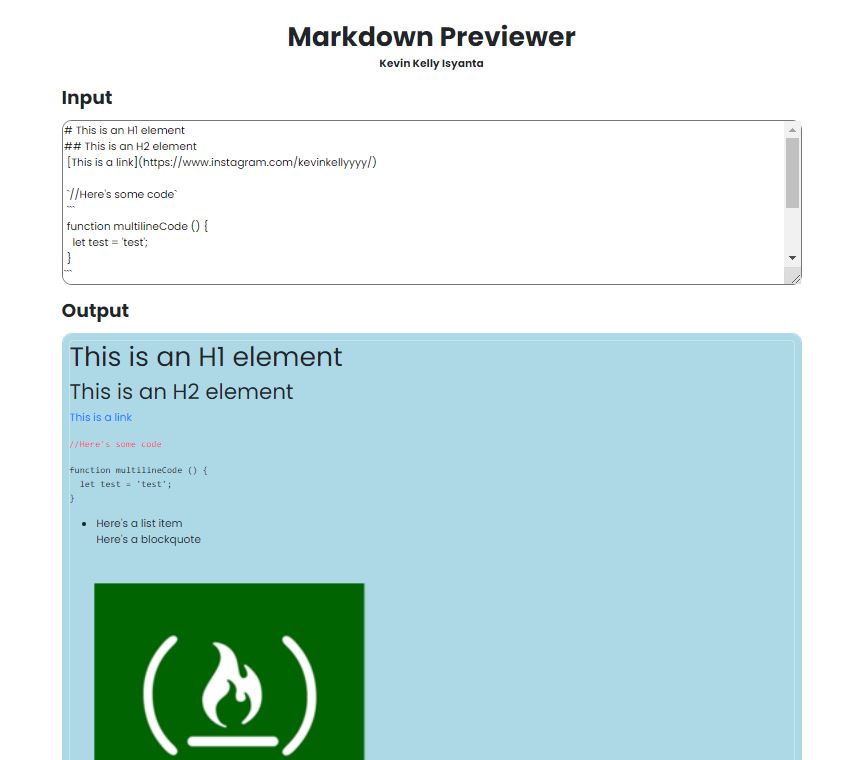 Markdown Previewer
Kevin Kelly Isyanta
Input
# This is an H1 element
## This is an H2 element
[This is a link](https://www.instagram.com/kevinkellyyyy/)
`//Here's some code`
```
function multilineCode () {
let test = 'test';
}
```
Output
This is an H1 element
This is an H2 element
This is a link
//Here's some code
function multilineCode () {
let test = 'test';
}
Here's a list item
Here's a blockquote